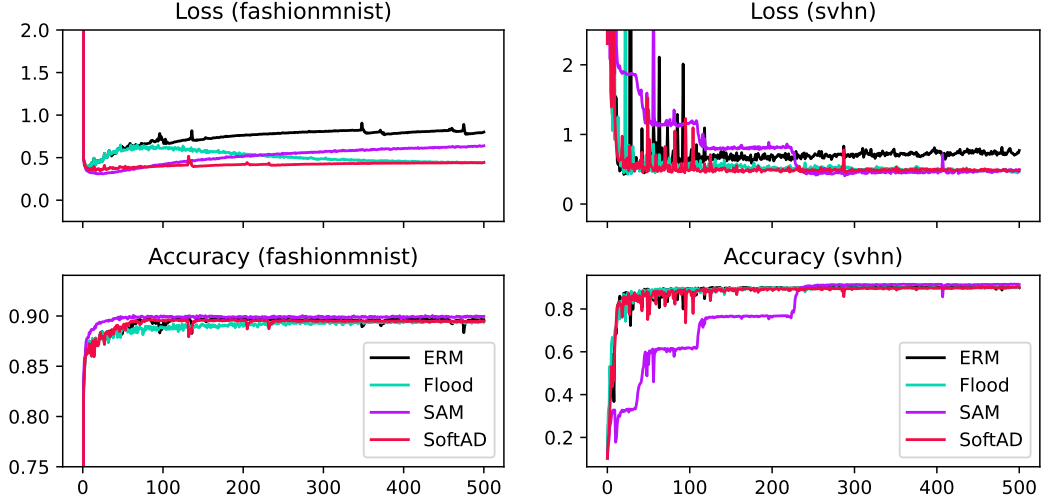 Loss (fashionmnist)
2.0
1.5
1.0
0.5
0.0
Loss (svhn)
2
1
0
Accuracy (fashionmnist)
0.90
0.85
0.80
0.75
0 100 200 300 400 500
ERM
Flood
SAM
SoftAD
Accuracy (svhn)
0.8
0.6
0.4
0.2
0 100 200 300 400 500
ERM
Flood
SAM
SoftAD